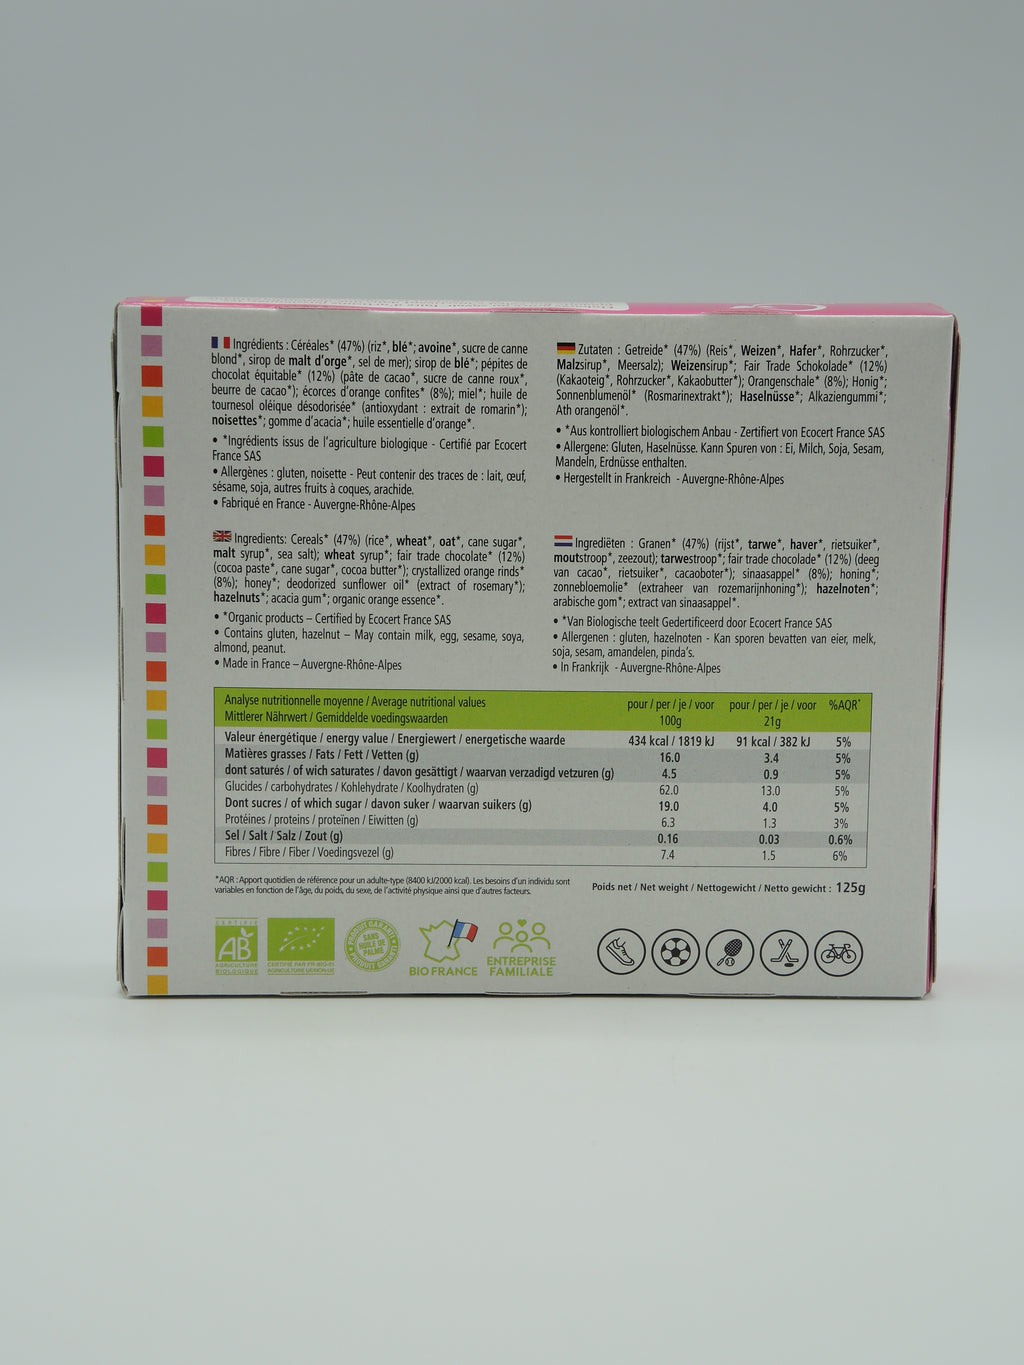 Ingrédients : Céréales* (47%) (riz*, blé*; avoine*, sucre de canne
blond*, sirop de malt d'orge*, sel de mer); sirop de blé*; pépites de
chocolat équitable* (12%) (pâte de cacao*, sucre de canne roux*,
beurre de cacao*); écorces d'orange confites* (8%); miel*; huile de
tournesol oléique désodorisée* (antioxydant : extrait de romarin*);
noisettes*; gomme d'acacia*; huile essentielle d'orange*.
• *Ingrédients issus de l'agriculture biologique - Certifié par Ecocert
France SAS
• Allergènes : gluten, noisette - Peut contenir des traces de : lait, œuf,
sésame, soja, autres fruits à coques, arachide.
• Fabriqué en France - Auvergne-Rhône-Alpes
Zutaten : Getreide* (47%) (Reis*, Weizen*, Hafer*, Rohrzucker*,
Malzsirup*, Meersalz); Weizensirup*; Fair Trade Schokolade* (12%)
(Kakaoteig*, Rohrzucker*, Kakaobutter*); Orangenschale* (8%); Honig*;
Sonnenblumenöl* (Rosmarinextrakt*); Haselnüsse*; Alkaziengummi*;
Ath orangenöl*.
• *Aus kontrolliert biologischem Anbau - Zertifiert von Ecocert France SAS
• Allergene: Gluten, Haselnüsse. Kann Spuren von : Ei, Milch, Soja, Sesam,
Mandeln, Erdnüsse enthalten.
• Hergestellt in Frankreich - Auvergne-Rhône-Alpes
Ingredients: Cereals* (47%) (rice*, wheat*, oat*, cane sugar*,
malt syrup*, sea salt); wheat syrup*; fair trade chocolate* (12%)
(cocoa paste*, cane sugar*, cocoa butter*); crystallized orange rinds*
(8%); honey*; deodorized sunflower oil* (extract of rosemary*);
hazelnuts*; acacia gum*; organic orange essence*.
• *Organic products – Certified by Ecocert France SAS
• Contains gluten, hazelnut – May contain milk, egg, sesame, soya,
almond, peanut.
• Made in France – Auvergne-Rhône-Alpes
Ingrediëten : Granen* (47%) (rijst*, tarwe*, haver*, rietsuiker*,
moutstroop*, zeezout); tarwestroop*; fair trade chocolade* (12%) (deeg
van cacao*, rietsuiker*, cacaoboter*); sinaasappel* (8%); honing*;
zonnebloemolie* (extraheer van rozemarijnhoning*); hazelnoten*;
arabische gom*; extract van sinaasappel*.
• *Van Biologische teelt Gedertificeerd door Ecocert France SAS
• Allergenen : gluten, hazelnoten - Kan sporen bevatten van eier, melk,
soja, sesam, amandelen, pinda's.
• In Frankrijk - Auvergne-Rhône-Alpes
Analyse nutritionnelle moyenne / Average nutritional values
Mittlerer Nährwert / Gemiddelde voedingswaarden
pour / per / je / voor 100g
pour / per / je / voor 21g
%AQR*
Valeur énergétique / energy value / Energiewert / energetische waarde 434 kcal / 1819 kJ 91 kcal / 382 kJ 5%
Matières grasses / Fats / Fett / Vetten (g) 16.0 3.4 5%
dont saturés / of wich saturates / davon gesättigt / waarvan verzadigd vetzuren (g) 4.5 0.9 5%
Glucides / carbohydrates / Kohlehydrate / Koolhydraten (g) 62.0 13.0 5%
Dont sucres / of which sugar / davon suker / waarvan suikers (g) 19.0 4.0 5%
Protéines / proteins / proteïnen / Eiwitten (g) 6.3 1.3 3%
Sel / Salt / Salz / Zout (g) 0.16 0.03 0.6%
Fibres / Fibre / Fiber / Voedingsvezel (g) 7.4 1.5 6%
*AQR : Apport quotidien de référence pour un adulte-type (8400 kJ/2000 kcal). Les besoins d'un individu sont
variables en fonction de l'âge, du poids, du sexe, de l'activité physique ainsi que d'autres facteurs.
Poids net / Net weight / Nettogewicht / Netto gewicht : 125g
CERTIFIÉ
AB
AGRICULTURE
BIOLOGIQUE
CERTIFIÉ PAR FR-BIO-01
AGRICULTURE UE/NON UE
SANS
HUILE DE
PALME
BIO FRANCE
ENTREPRISE
FAMILIALE